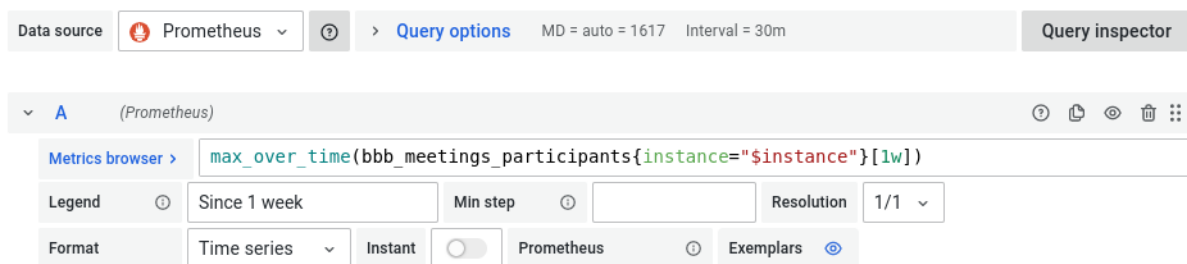 Data source Prometheus > Query options MD = auto = 1617 Interval = 30m Query inspector
A (Prometheus)
Metrics browser > max_over_time(bbb_meetings_participants{instance="$instance"}[1w])
Legend Since 1 week Min step Resolution 1/1
Format Time series Instant Prometheus Exemplars